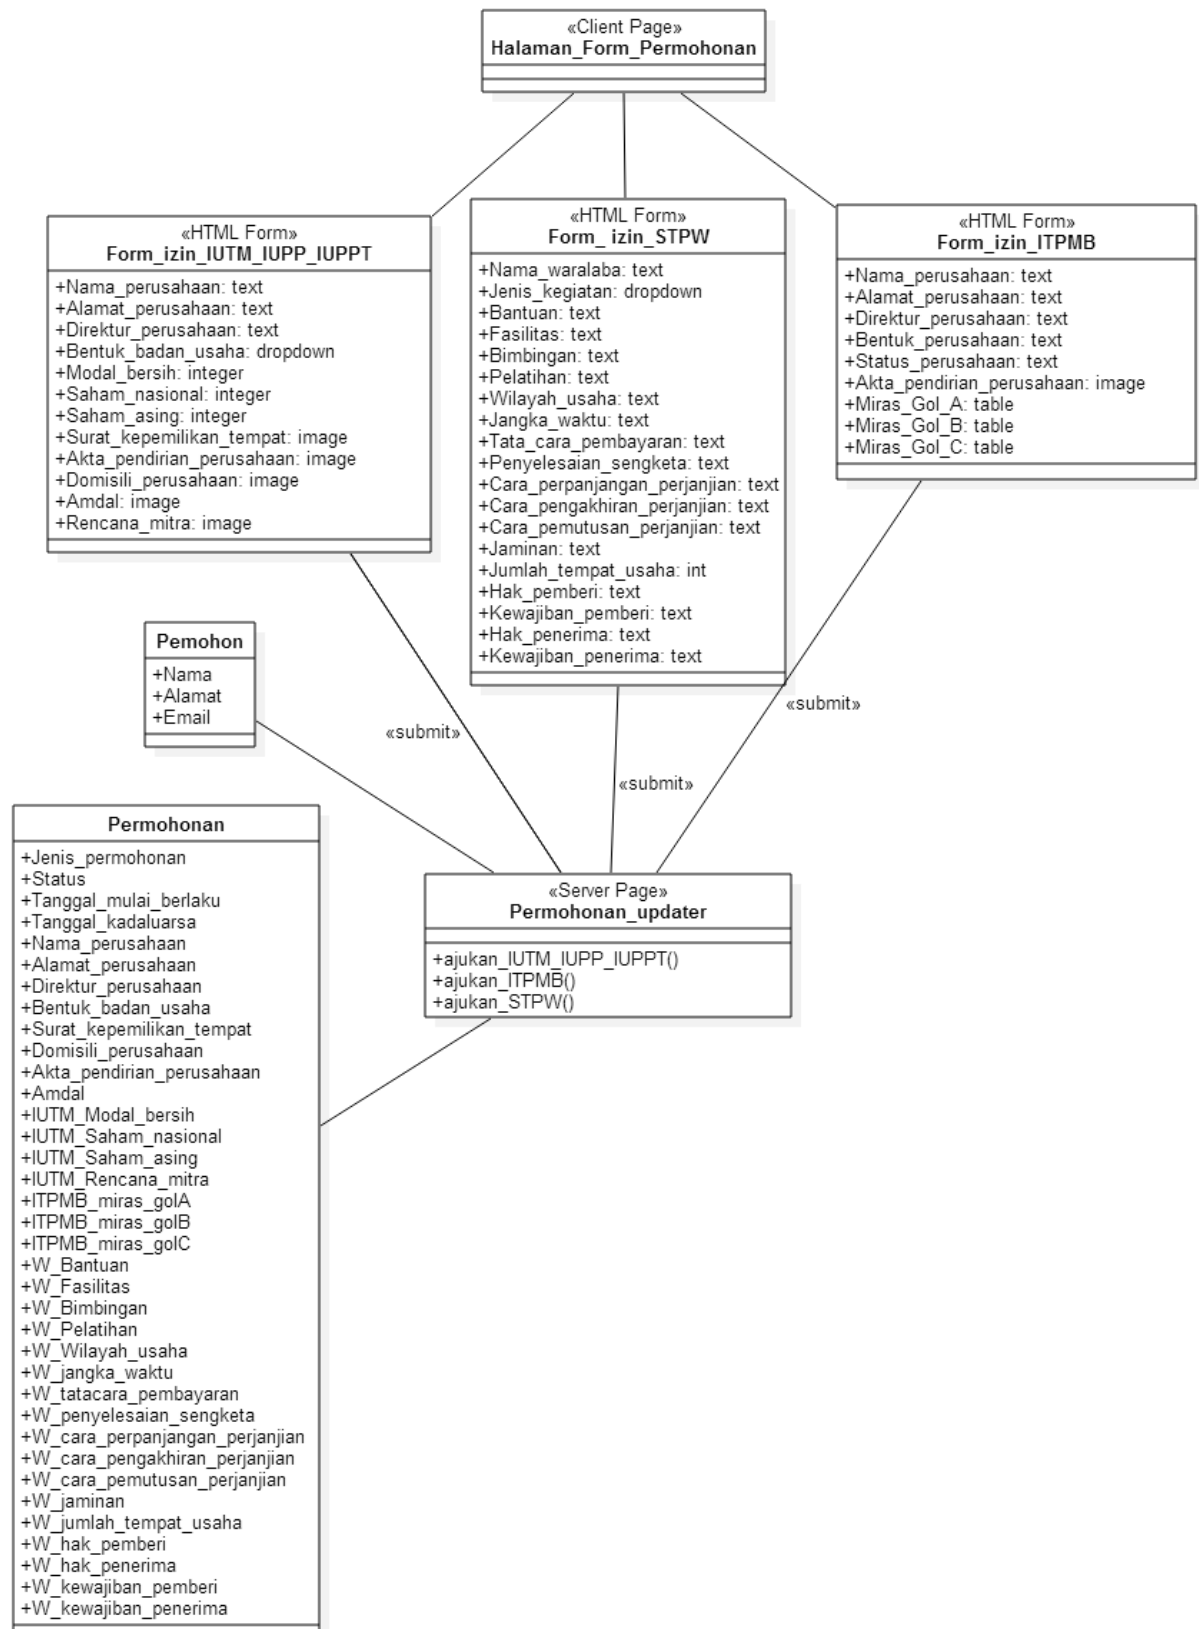 «Client Page»
Halaman_Form_Permohonan
«HTML Form»
Form_izin_IUTM_IUPP_IUPPT
+Nama_perusahaan: text
+Alamat_perusahaan: text
+Direktur_perusahaan: text
+Bentuk_badan_usaha: dropdown
+Modal_bersih: integer
+Saham_nasional: integer
+Saham_asing: integer
+Surat_kepemilikan_tempat: image
+Akta_pendirian_perusahaan: image
+Domisili_perusahaan: image
+Amdal: image
+Rencana_mitra: image
«HTML Form»
Form_ izin_STPW
+Nama_waralaba: text
+Jenis_kegiatan: dropdown
+Bantuan: text
+Fasilitas: text
+Bimbingan: text
+Pelatihan: text
+Wilayah_usaha: text
+Jangka_waktu: text
+Tata_cara_pembayaran: text
+Penyelesaian_sengketa: text
+Cara_perpanjangan_perjanjian: text
+Cara_pengakhiran_perjanjian: text
+Cara_pemutusan_perjanjian: text
+Jaminan: text
+Jumlah_tempat_usaha: int
+Hak_pemberi: text
+Kewajiban_pemberi: text
+Hak_penerima: text
+Kewajiban_penerima: text
«HTML Form»
Form_izin_ITPMB
+Nama_perusahaan: text
+Alamat_perusahaan: text
+Direktur_perusahaan: text
+Bentuk_perusahaan: text
+Status_perusahaan: text
+Akta_pendirian_perusahaan: image
+Miras_Gol_A: table
+Miras_Gol_B: table
+Miras_Gol_C: table
Pemohon
+Nama
+Alamat
+Email
«submit»
«submit»
«submit»
«Server Page»
Permohonan_updater
+ajukan_IUTM_IUPP_IUPPT()
+ajukan_ITPMB()
+ajukan_STPW()
Permohonan
+Jenis_permohonan
+Status
+Tanggal_mulai_berlaku
+Tanggal_kadaluarsa
+Nama_perusahaan
+Alamat_perusahaan
+Direktur_perusahaan
+Bentuk_badan_usaha
+Surat_kepemilikan_tempat
+Domisili_perusahaan
+Akta_pendirian_perusahaan
+Amdal
+IUTM_Modal_bersih
+IUTM_Saham_nasional
+IUTM_Saham_asing
+IUTM_Rencana_mitra
+ITPMB_miras_golA
+ITPMB_miras_golB
+ITPMB_miras_golC
+W_Bantuan
+W_Fasilitas
+W_Bimbingan
+W_Pelatihan
+W_Wilayah_usaha
+W_jangka_waktu
+W_tatacara_pembayaran
+W_penyelesaian_sengketa
+W_cara_perpanjangan_perjanjian
+W_cara_pengakhiran_perjanjian
+W_cara_pemutusan_perjanjian
+W_jaminan
+W_jumlah_tempat_usaha
+W_hak_pemberi
+W_hak_penerima
+W_kewajiban_pemberi
+W_kewajiban_penerima